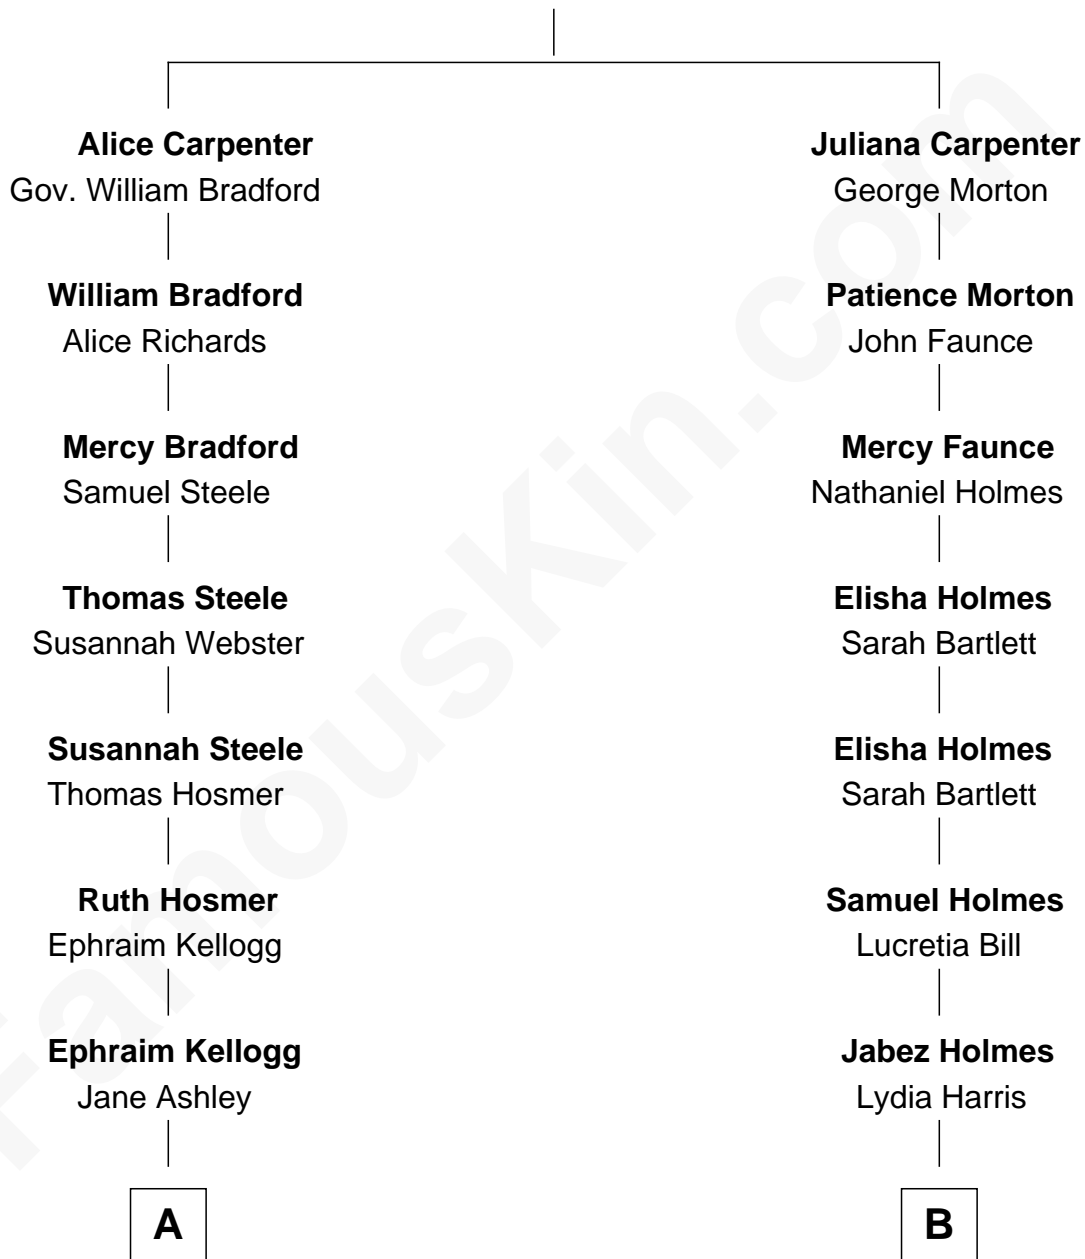 Alice Carpenter
Gov. William Bradford
William Bradford
Alice Richards
Mercy Bradford
Samuel Steele
Thomas Steele
Susannah Webster
Susannah Steele
Thomas Hosmer
Ruth Hosmer
Ephraim Kellogg
Ephraim Kellogg
Jane Ashley
A
Juliana Carpenter
George Morton
Patience Morton
John Faunce
Mercy Faunce
Nathaniel Holmes
Elisha Holmes
Sarah Bartlett
Elisha Holmes
Sarah Bartlett
Samuel Holmes
Lucretia Bill
Jabez Holmes
Lydia Harris
B
FamousKin.com